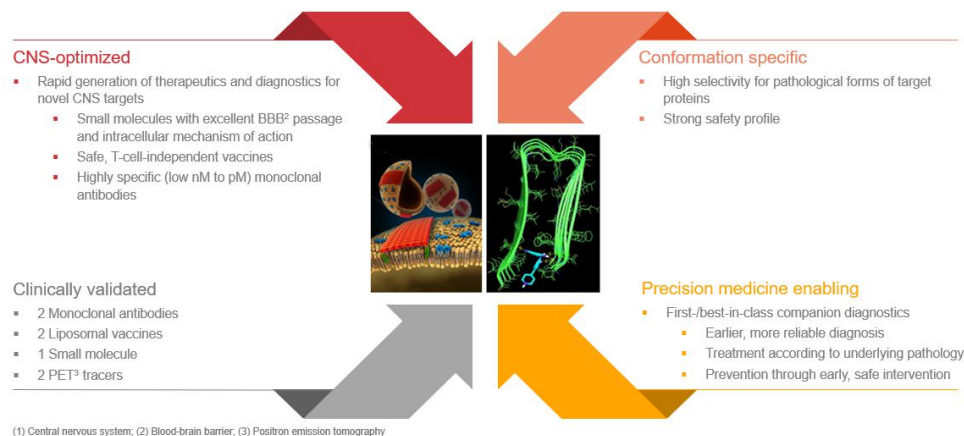 CNS-optimized
▪ Rapid generation of therapeutics and diagnostics for
novel CNS targets
▪ Small molecules with excellent BBB² passage
and intracellular mechanism of action
▪ Safe, T-cell-independent vaccines
▪ Highly specific (low nM to pM) monoclonal
antibodies
Conformation specific
▪ High selectivity for pathological forms of target
proteins
▪ Strong safety profile
Clinically validated
▪ 2 Monoclonal antibodies
▪ 2 Liposomal vaccines
▪ 1 Small molecule
▪ 2 PET³ tracers
Precision medicine enabling
▪ First-/best-in-class companion diagnostics
▪ Earlier, more reliable diagnosis
▪ Treatment according to underlying pathology
▪ Prevention through early, safe intervention
(1) Central nervous system; (2) Blood-brain barrier; (3) Positron emission tomography